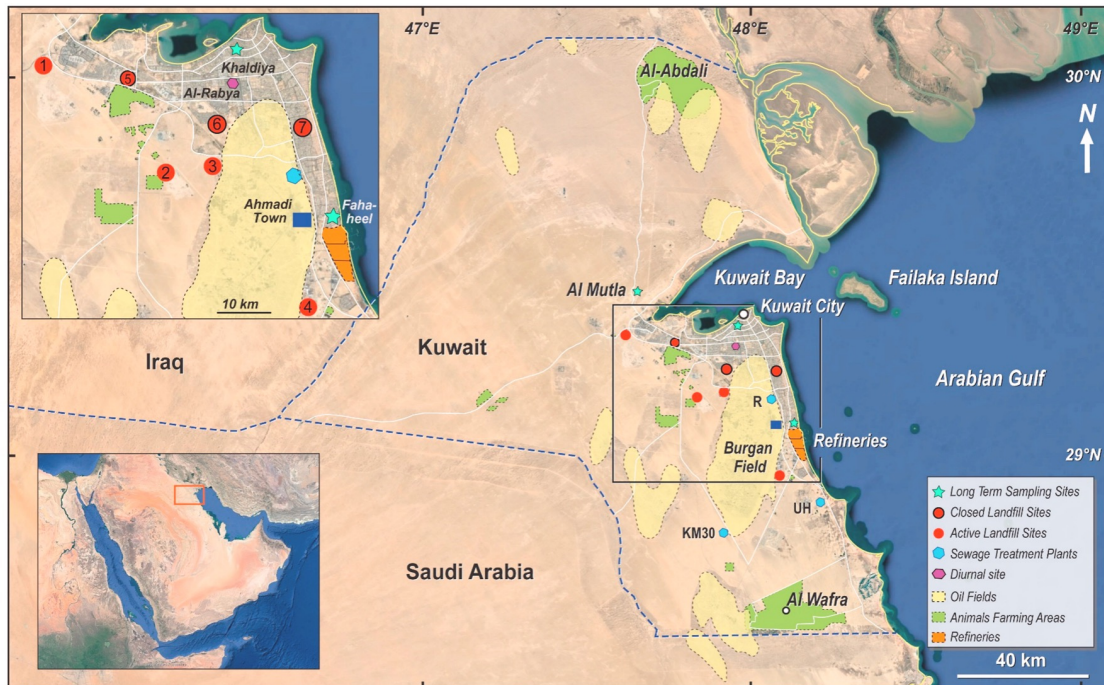 47°E
48°E
49°E
30°N
N
29°N
1
5
Khaldiya
Al-Rabya
6
7
2
3
Ahmadi
Town
Faha-
heel
10 km
4
Al-Abdali
Kuwait Bay
Failaka Island
Al Mutla
Kuwait City
Iraq
Kuwait
Arabian Gulf
R
Burgan
Field
Refineries
UH
KM30
Saudi Arabia
Al Wafra
Long Term Sampling Sites
Closed Landfill Sites
Active Landfill Sites
Sewage Treatment Plants
Diurnal site
Oil Fields
Animals Farming Areas
Refineries
40 km